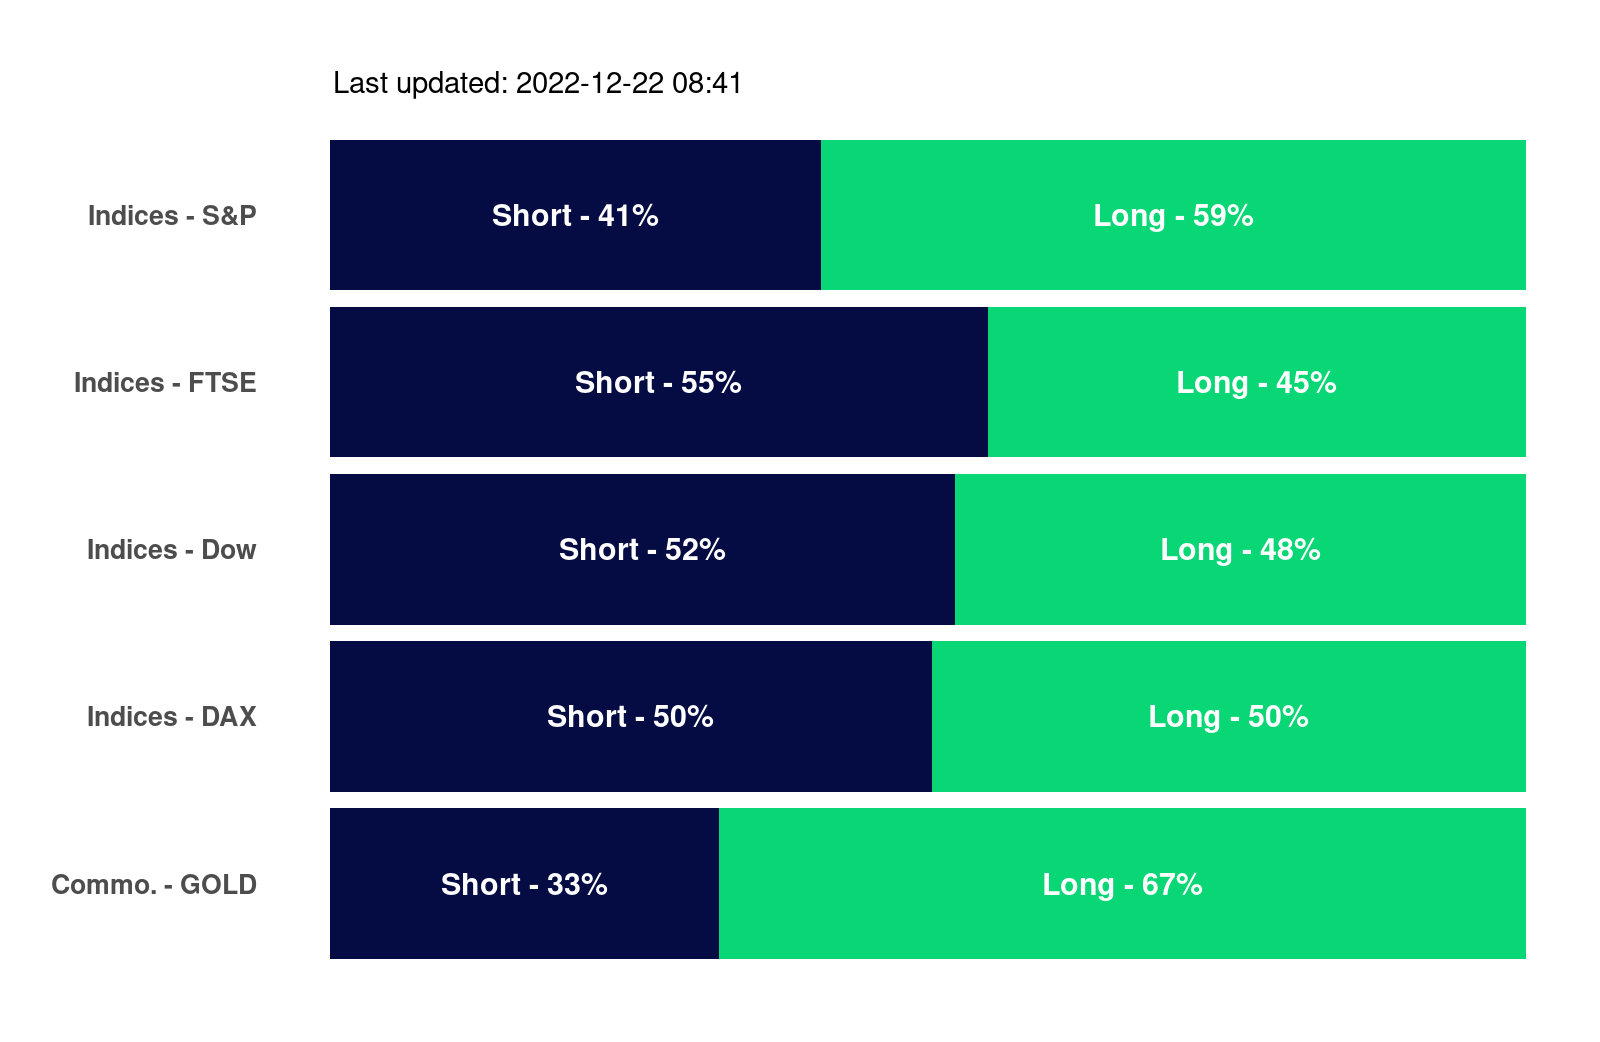 Last updated: 2022-12-22 08:41
Indices - S&P Short - 41% Long - 59%
Indices - FTSE Short - 55% Long - 45%
Indices - Dow Short - 52% Long - 48%
Indices - DAX Short - 50% Long - 50%
Commo. - GOLD Short - 33% Long - 67%